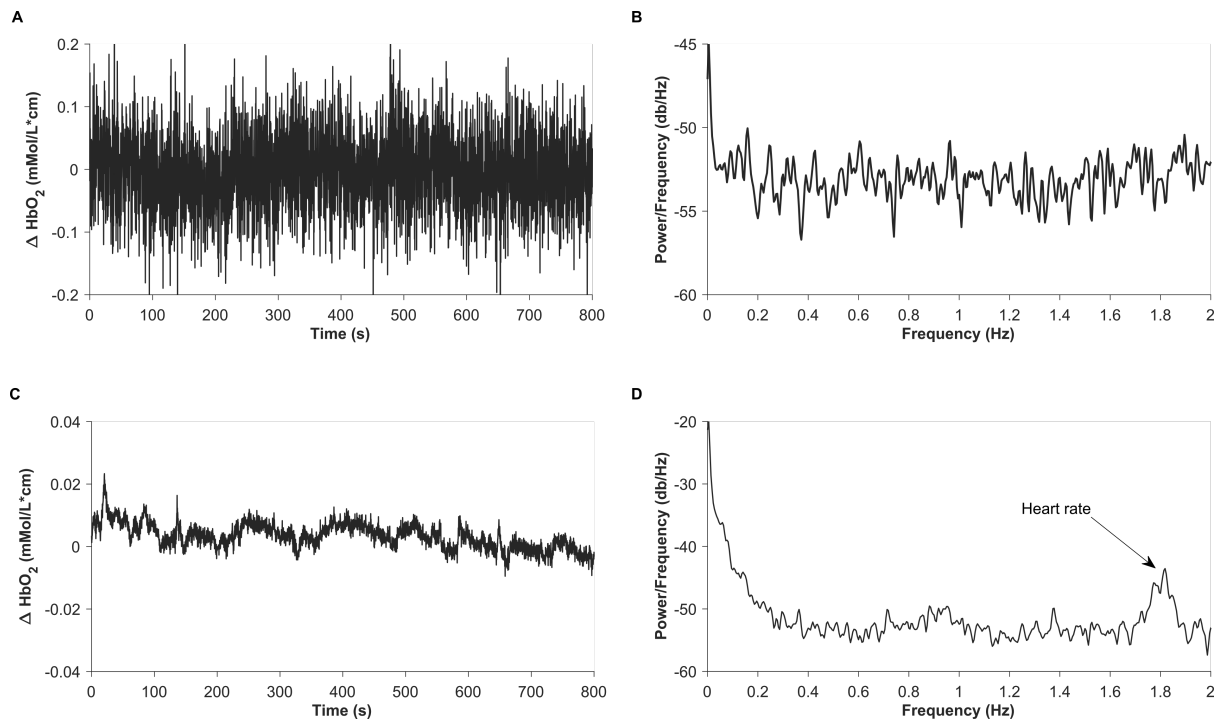 A
Δ HbO2 (mMol/L*cm)
0.2
0.1
0
-0.1
-0.2
0 100 200 300 400 500 600 700 800
Time (s)
B
Power/Frequency (db/Hz)
-45
-50
-55
-60
0 0.2 0.4 0.6 0.8 1 1.2 1.4 1.6 1.8 2
Frequency (Hz)
C
Δ HbO2 (mMol//L*cm)
0.04
0.02
0
-0.02
-0.04
0 100 200 300 400 500 600 700 800
Time (s)
D
Power/Frequency (db/Hz)
-20
-30
-40
-50
-60
Heart rate
0 0.2 0.4 0.6 0.8 1 1.2 1.4 1.6 1.8 2
Frequency (Hz)